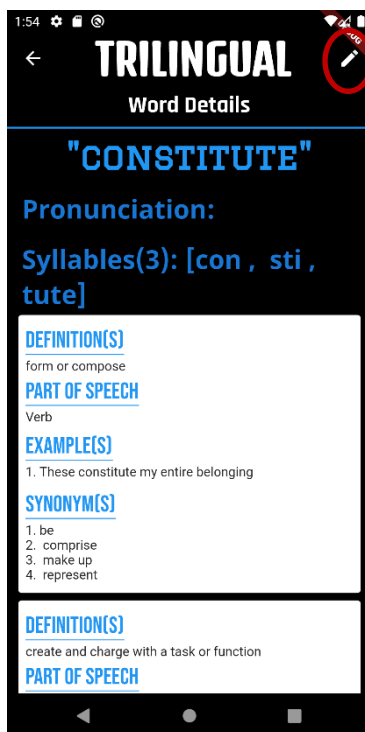 1:54
TRILINGUAL
Word Details
"CONSTITUTE"
Pronunciation:
Syllables(3): [con ,  sti ,
tute]
DEFINITION(S)
form or compose
PART OF SPEECH
Verb
EXAMPLE(S)
1. These constitute my entire belonging
SYNONYM(S)
1. be
2.  comprise
3.  make up
4.  represent
DEFINITION(S)
create and charge with a task or function
PART OF SPEECH